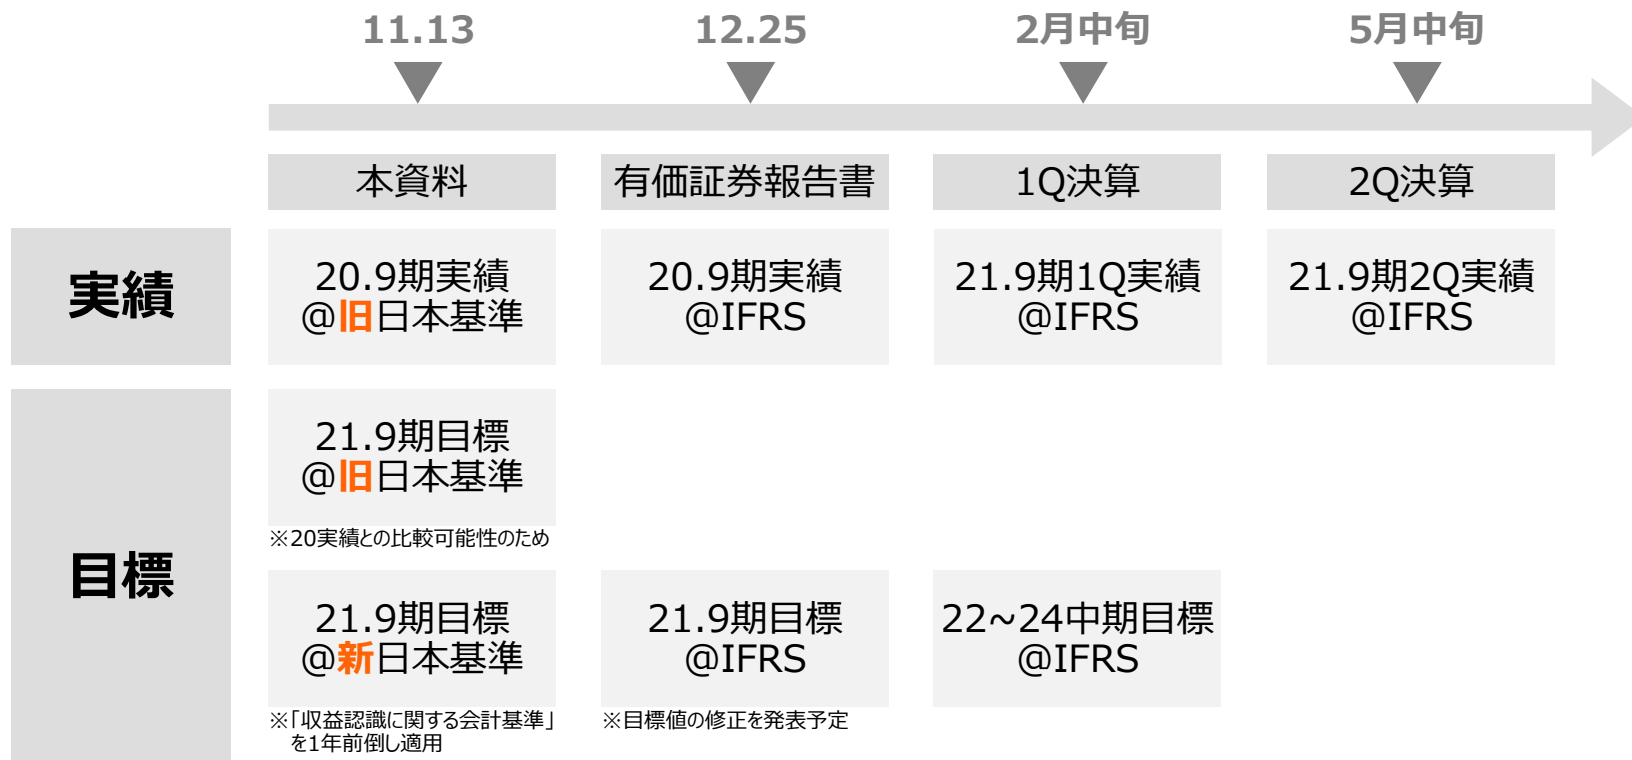 11.13
12.25
2月中旬
5月中旬
本資料
有価証券報告書
1Q決算
2Q決算
実績
20.9期実績
@旧日本基準
20.9期実績
@IFRS
21.9期1Q実績
@IFRS
21.9期2Q実績
@IFRS
目標
21.9期目標
@旧日本基準
※20実績との比較可能性のため
21.9期目標
@新日本基準
※「収益認識に関する会計基準」
を1年前倒し適用
21.9期目標
@IFRS
※目標値の修正を発表予定
22~24中期目標
@IFRS